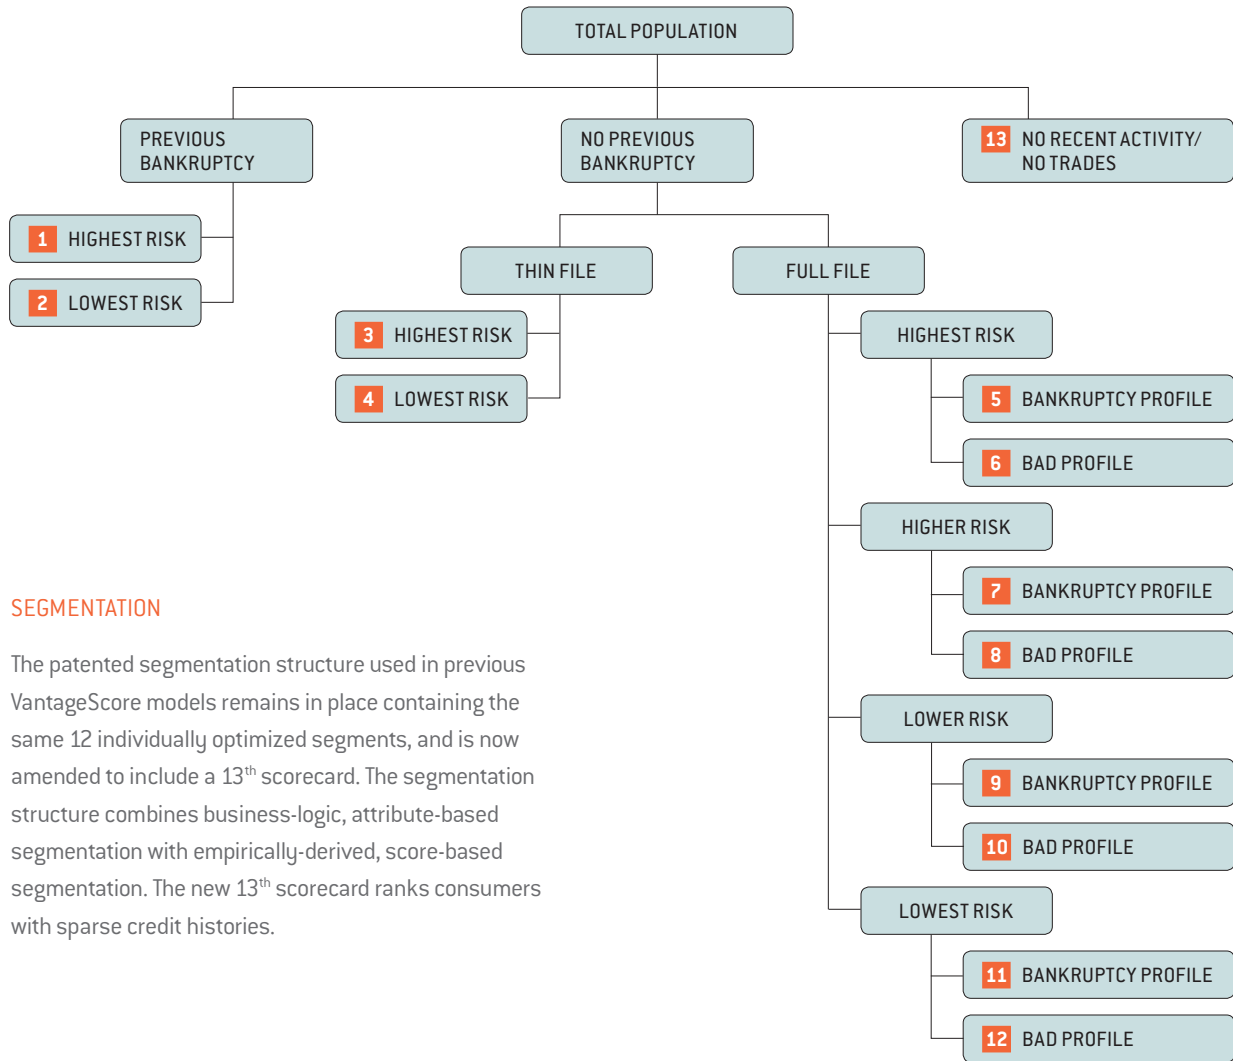 TOTAL POPULATION
PREVIOUS
BANKRUPTCY
NO PREVIOUS
BANKRUPTCY
13 NO RECENT ACTIVITY/
NO TRADES
1 HIGHEST RISK
2 LOWEST RISK
THIN FILE
FULL FILE
3 HIGHEST RISK
4 LOWEST RISK
HIGHEST RISK
5 BANKRUPTCY PROFILE
6 BAD PROFILE
HIGHER RISK
7 BANKRUPTCY PROFILE
8 BAD PROFILE
LOWER RISK
9 BANKRUPTCY PROFILE
10 BAD PROFILE
LOWEST RISK
11 BANKRUPTCY PROFILE
12 BAD PROFILE
SEGMENTATION
The patented segmentation structure used in previous
VantageScore models remains in place containing the
same 12 individually optimized segments, and is now
amended to include a 13th scorecard. The segmentation
structure combines business-logic, attribute-based
segmentation with empirically-derived, score-based
segmentation. The new 13th scorecard ranks consumers
with sparse credit histories.